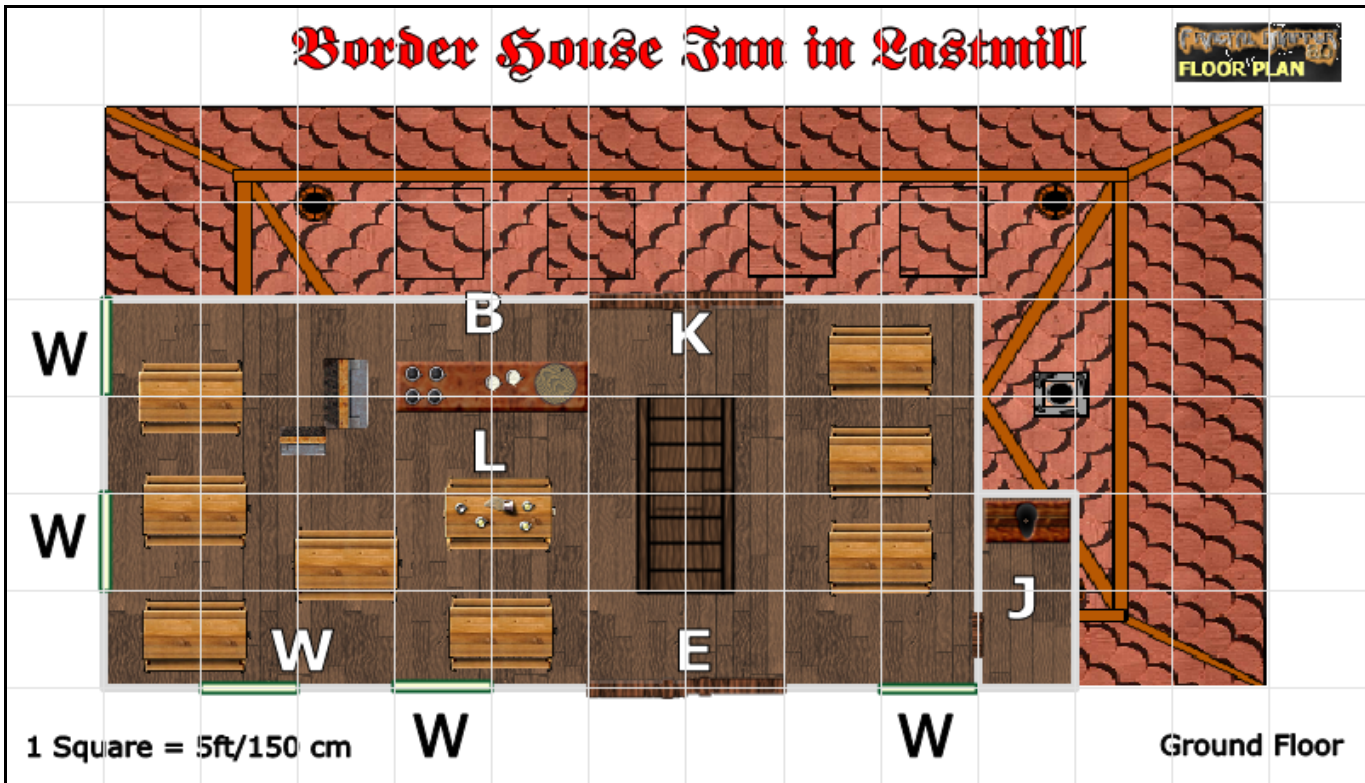 Border House Inn in Lastmill
FLOOR PLAN
B
K
W
L
W
J
W
E
W
W
1 Square = 5ft/150 cm
Ground Floor